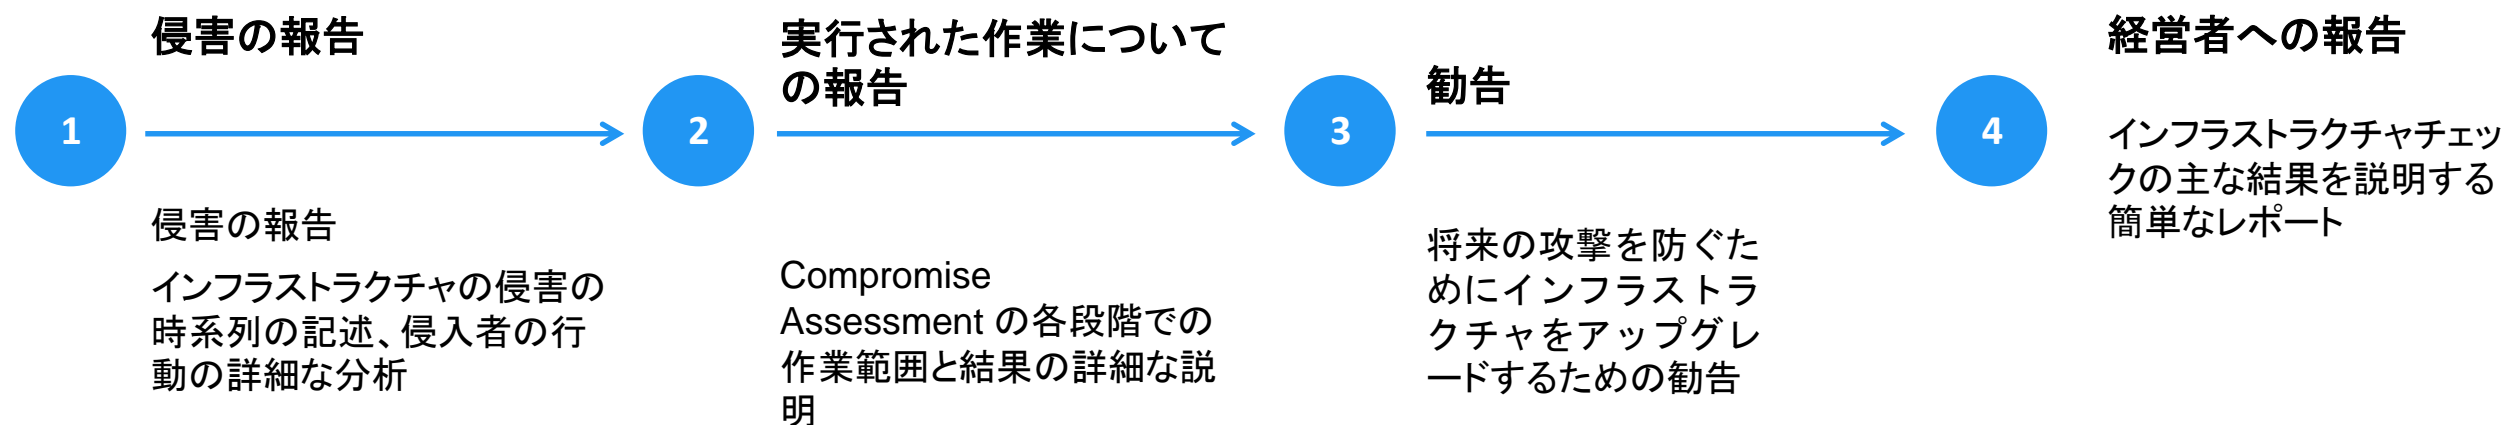 侵害の報告
1
侵害の報告
インフラストラクチャの侵害の
時系列の記述、侵入者の行
動の詳細な分析
実行された作業について
の報告
2
Compromise
Assessment の各段階での
作業範囲と結果の詳細な説
明
勧告
3
将来の攻撃を防ぐた
めにインフラストラ
クチャをアップグレ
ードするための勧告
経営者への報告
4
インフラストラクチャチェッ
クの主な結果を説明する
簡単なレポート